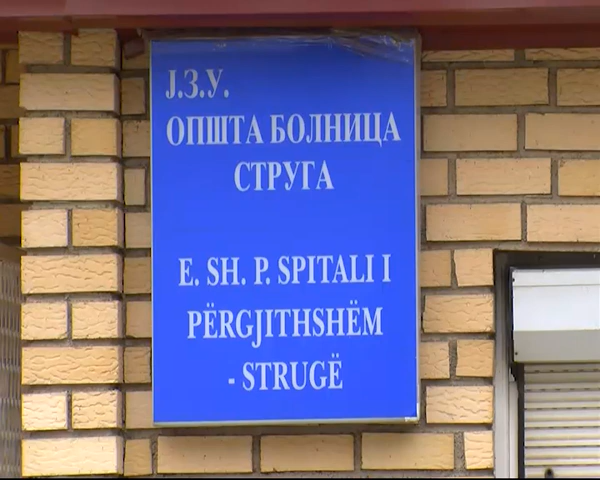 Ј.З.У.
ОПШТА БОЛНИЦА
СТРУГА
E. SH. P. SPITALI I
PËRGJITHSHËM
- STRUGË